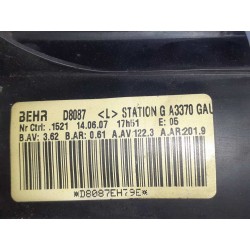 BEHR D8087 <L> STATION G A3370 GAU
Nr Ctrl: .1521 14.06.07 17h51 E: 05
B.AV: 3.62 B.AR: 0.61 A.AV:122.3 A.AR:201.9
*D8087EH79E*